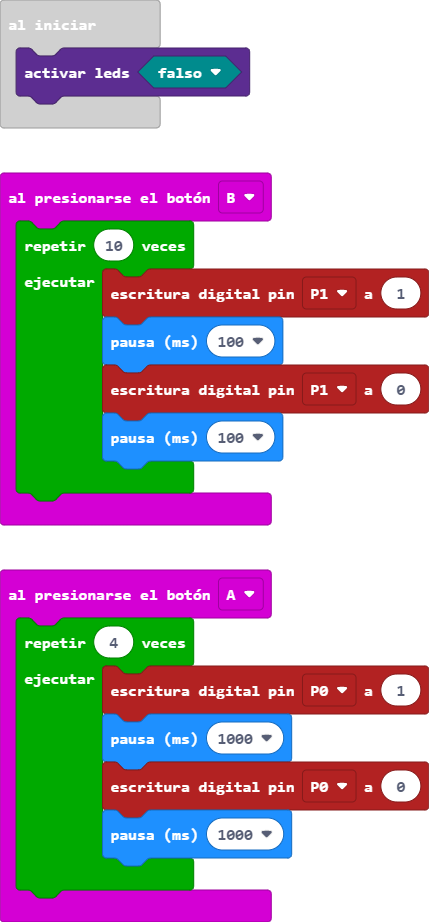 al iniciar
activar leds falso
al presionarse el botón B
repetir 10 veces
ejecutar
escritura digital pin P1 a 1
pausa (ms) 100
escritura digital pin P1 a 0
pausa (ms) 100
al presionarse el botón A
repetir 4 veces
ejecutar
escritura digital pin P0 a 1
pausa (ms) 1000
escritura digital pin P0 a 0
pausa (ms) 1000